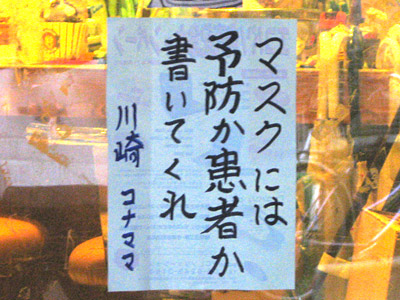 マスクには
予防か患者か
書いてくれ
川崎 コナママ